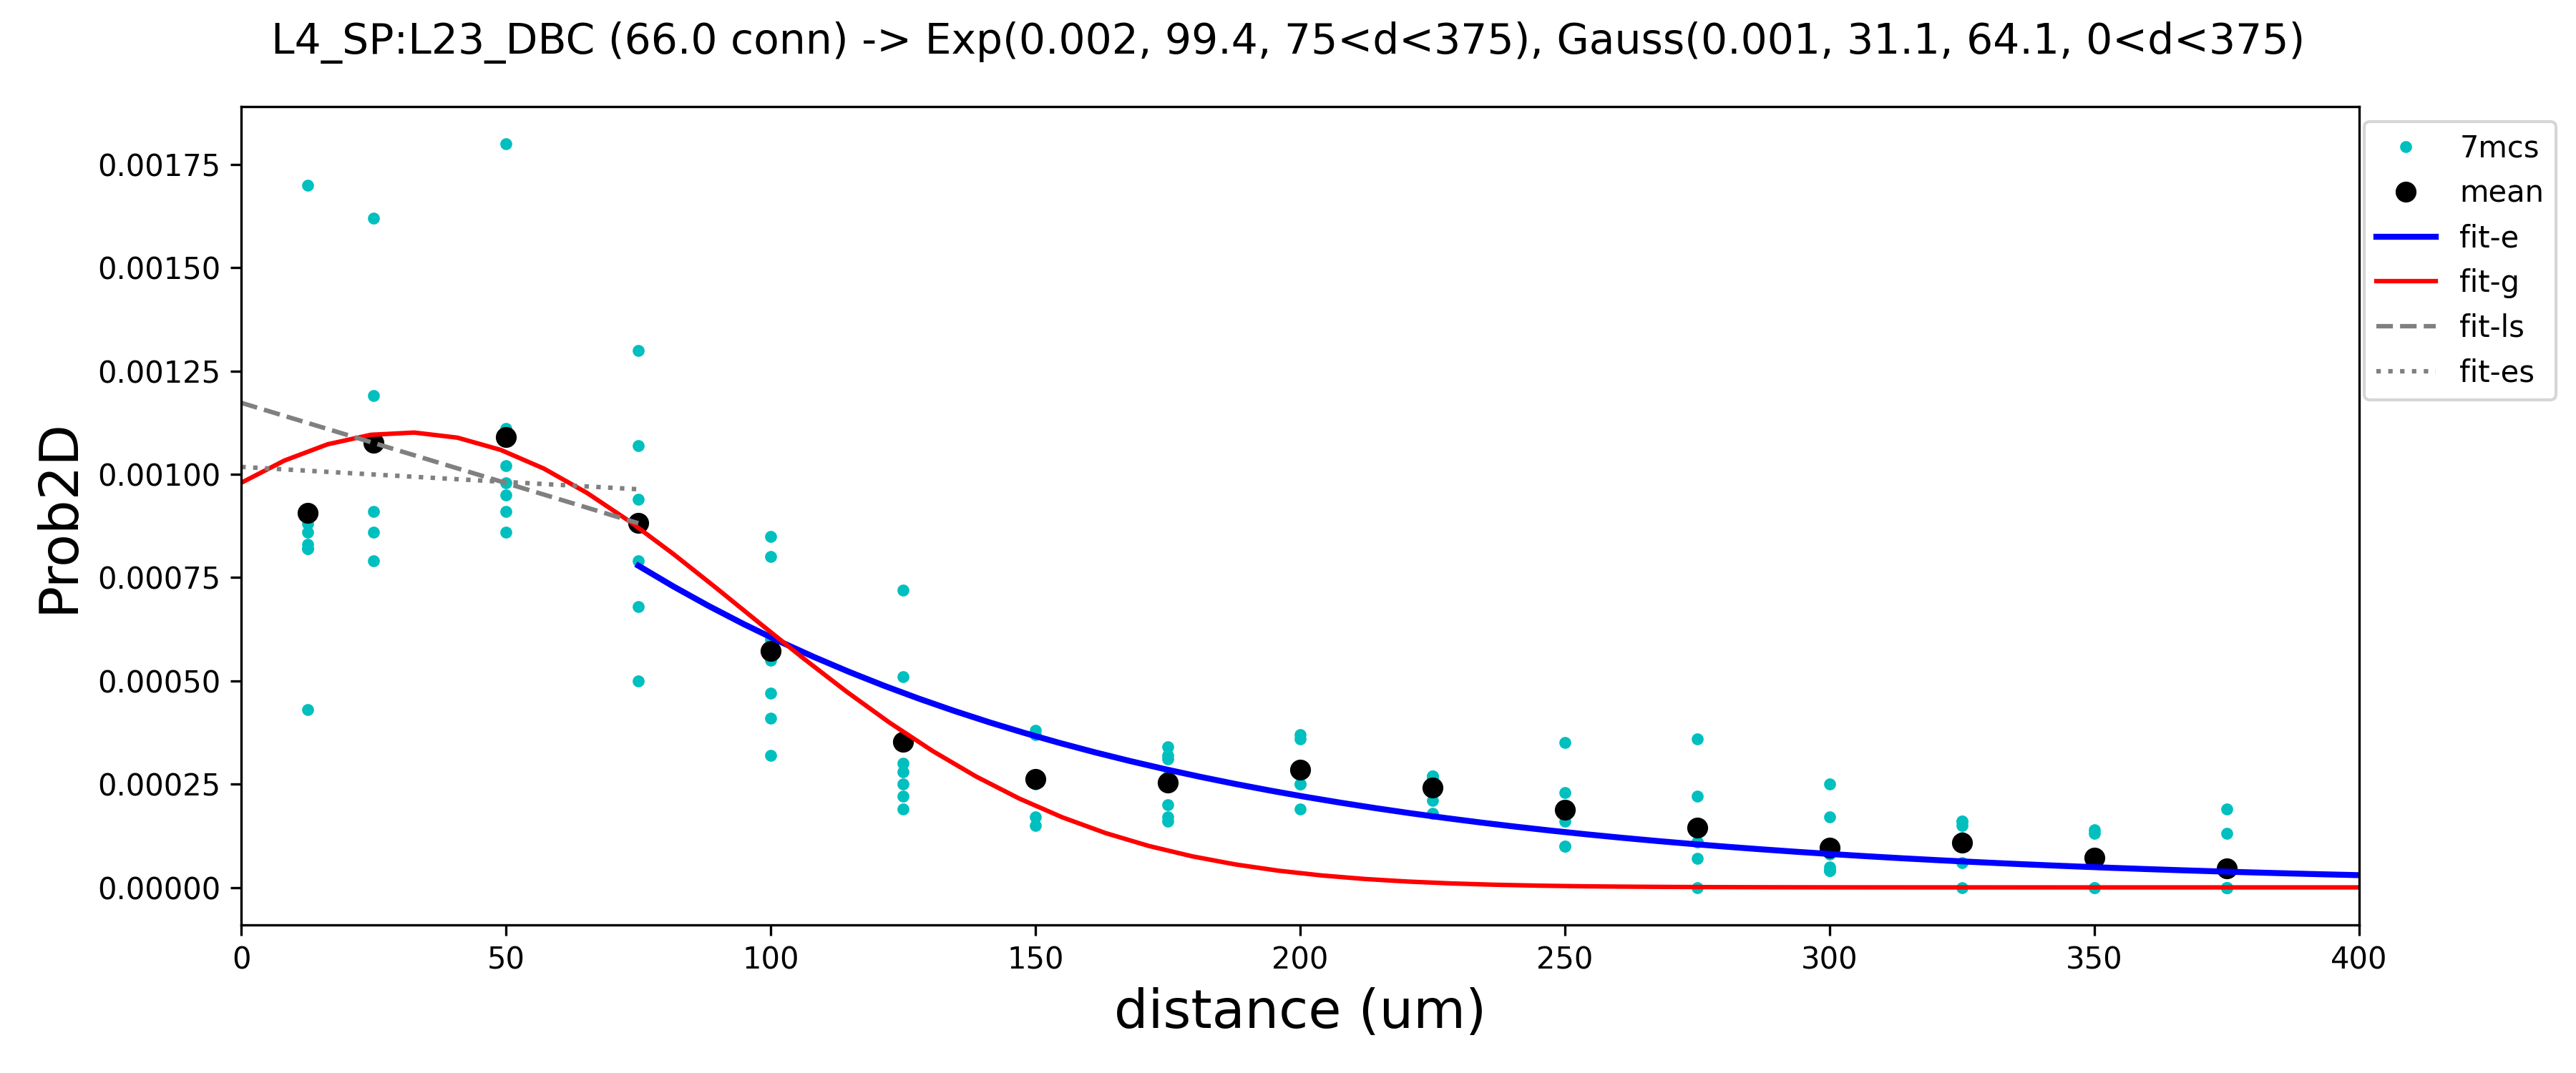 L4_SP:L23_DBC (66.0 conn) -> Exp(0.002, 99.4, 75<d<375), Gauss(0.001, 31.1, 64.1, 0<d<375)
7mcs
mean
fit-e
fit-g
fit-ls
fit-es
Prob2D
0.00175
0.00150
0.00125
0.00100
0.00075
0.00050
0.00025
0.00000
0 50 100 150 200 250 300 350 400
distance (um)